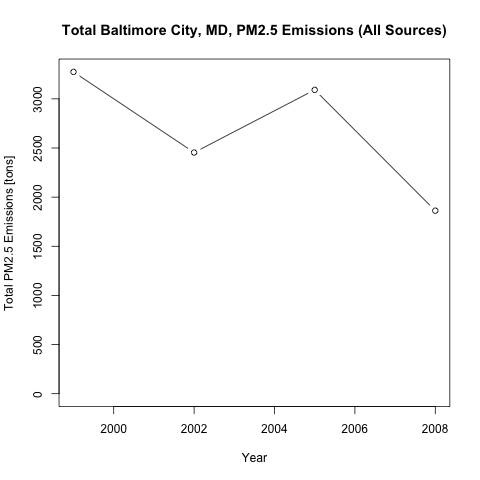 Total Baltimore City, MD, PM2.5 Emissions (All Sources)
Total PM2.5 Emissions [tons]
3000
2500
2000
1500
1000
500
0
2000 2002 2004 2006 2008
Year